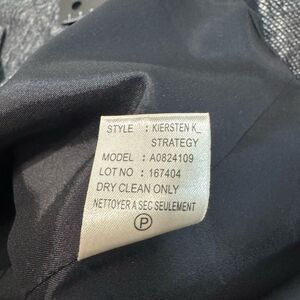 STYLE : KIERSTEN K_
STRATEGY
MODEL : A0824109
LOT NO : 167404
DRY CLEAN ONLY
NETTOYER A SEC SEULEMENT
P